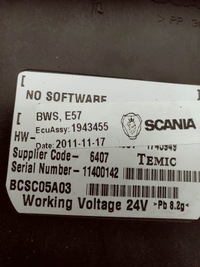 [ NO SOFTWARE
[
BWS, E57
EcuAssy: 1943455
SCANIA
HW-
Date: 2011-11-17
Supplier Code- 6407
TEMIC
Serial Number- 11400142
BCSC05A03
Working Voltage 24V >Pb 8.2g<